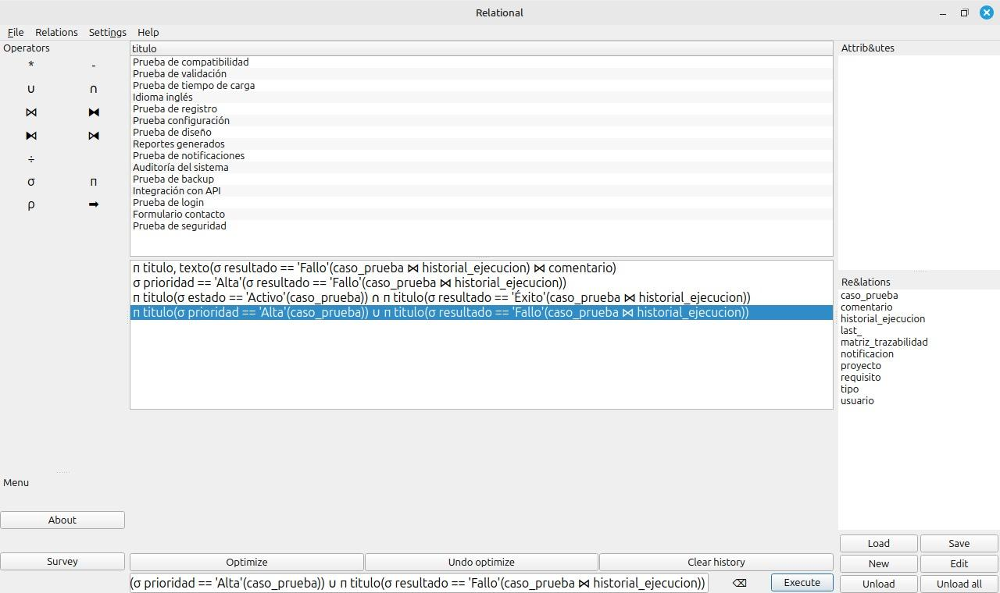 Relational
File Relations Settings Help
Operators
* -
∪ ∩
⋈ ⧓
⧑ ⧒
÷
σ π
ρ ➡
titulo
Prueba de compatibilidad
Prueba de validación
Prueba de tiempo de carga
Idioma inglés
Prueba de registro
Prueba configuración
Prueba de diseño
Reportes generados
Prueba de notificaciones
Auditoría del sistema
Prueba de backup
Integración con API
Prueba de login
Formulario contacto
Prueba de seguridad
π titulo, texto(σ resultado == 'Fallo'(caso_prueba ⋈ historial_ejecucion) ⋈ comentario)
σ prioridad == 'Alta'(σ resultado == 'Fallo'(caso_prueba ⋈ historial_ejecucion))
π titulo(σ estado == 'Activo'(caso_prueba)) ∩ π titulo(σ resultado == 'Éxito'(caso_prueba ⋈ historial_ejecucion))
π titulo(σ prioridad == 'Alta'(caso_prueba)) ∪ π titulo(σ resultado == 'Fallo'(caso_prueba ⋈ historial_ejecucion))
Attrib&utes
Re&lations
caso_prueba
comentario
historial_ejecucion
last_
matriz_trazabilidad
notificacion
proyecto
requisito
tipo
usuario
Menu
About
Survey
Optimize Undo optimize Clear history
(σ prioridad == 'Alta'(caso_prueba)) ∪ π titulo(σ resultado == 'Fallo'(caso_prueba ⋈ historial_ejecucion)) ⌫ Execute
Load Save
New Edit
Unload Unload all